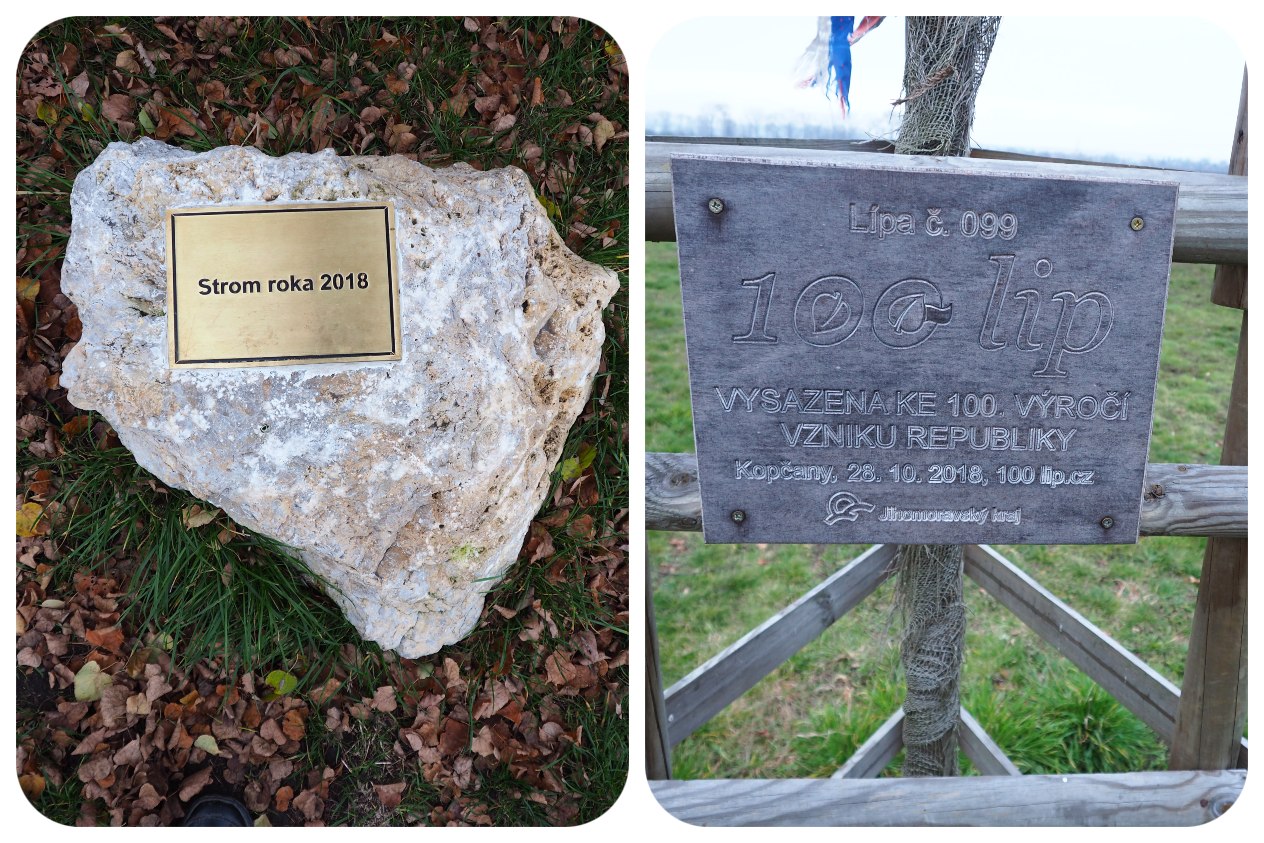 Strom roka 2018
Lípa č. 099
100 lip
VYSAZENA KE 100. VÝROČÍ
VZNIKU REPUBLIKY
Kopčany, 28. 10. 2018, 100 lip.cz
Jihomoravský kraj